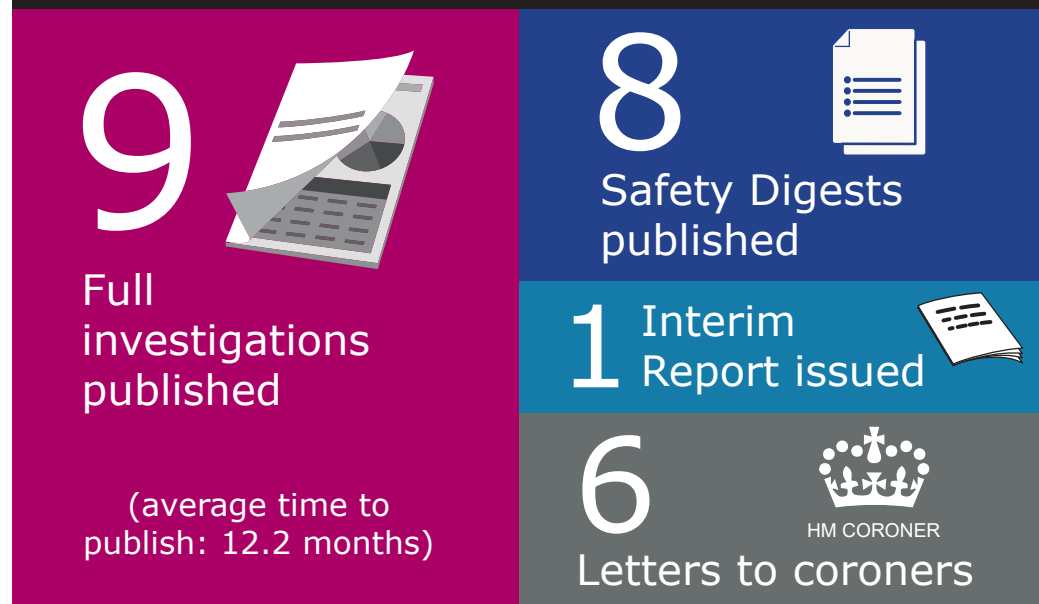 9
Full
investigations
published
(average time to
publish: 12.2 months)
8
Safety Digests
published
1
Interim
Report issued
6
HM CORONER
Letters to coroners